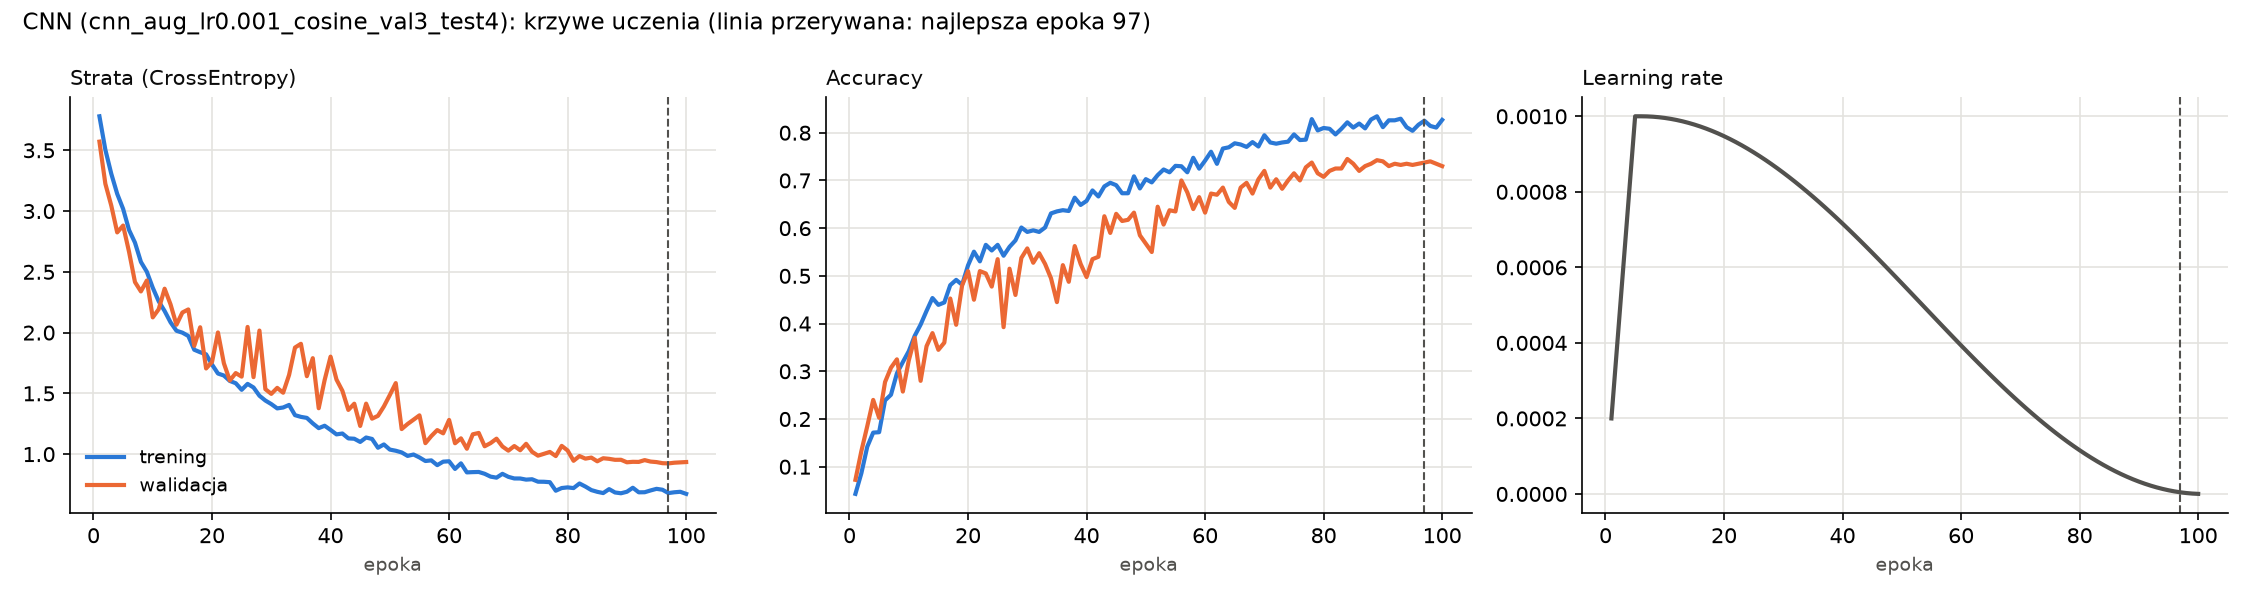 CNN (cnn_aug_lr0.001_cosine_val3_test4): krzywe uczenia (linia przerywana: najlepsza epoka 97)
Strata (CrossEntropy)
3.5
3.0
2.5
2.0
1.5
1.0
trening
walidacja
0 20 40 60 80 100
epoka
Accuracy
0.8
0.7
0.6
0.5
0.4
0.3
0.2
0.1
0 20 40 60 80 100
epoka
Learning rate
0.0010
0.0008
0.0006
0.0004
0.0002
0.0000
0 20 40 60 80 100
epoka